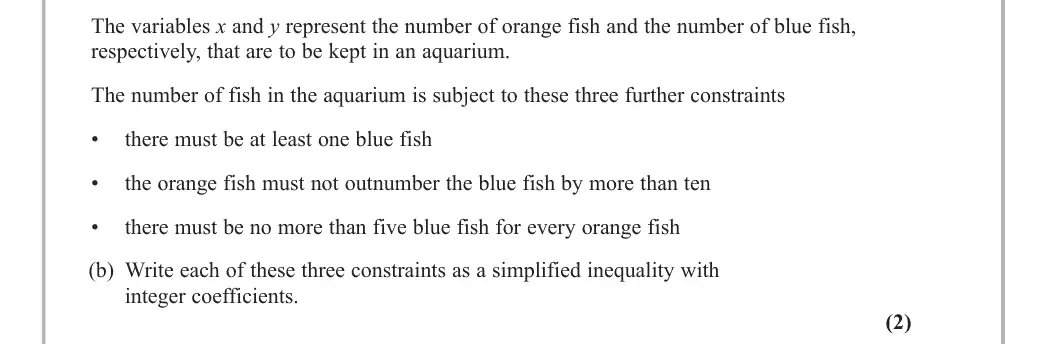 The variables x and y represent the number of orange fish and the number of blue fish,
respectively, that are to be kept in an aquarium.
The number of fish in the aquarium is subject to these three further constraints
• there must be at least one blue fish
• the orange fish must not outnumber the blue fish by more than ten
• there must be no more than five blue fish for every orange fish
(b) Write each of these three constraints as a simplified inequality with
integer coefficients.
(2)